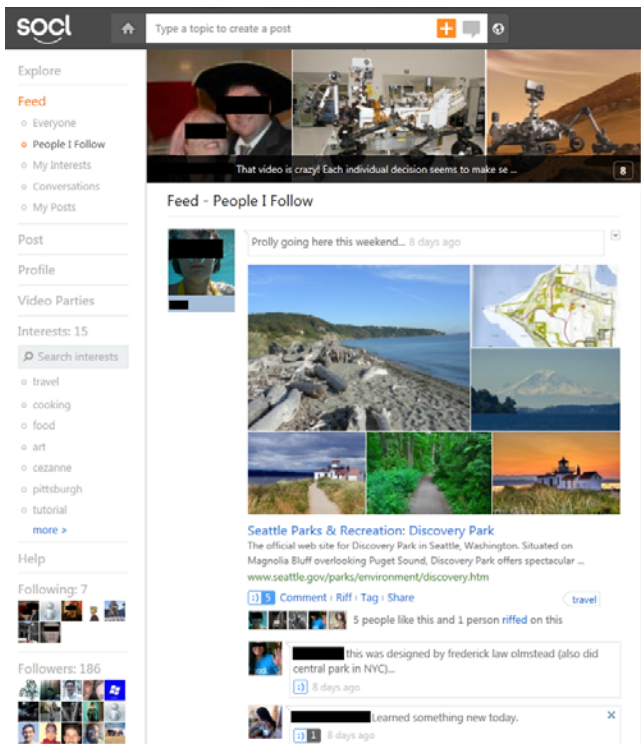 socl
Type a topic to create a post
Explore
Feed
Everyone
People I Follow
My Interests
Conversations
My Posts
Post
Profile
Video Parties
Interests: 15
Search interests
travel
cooking
food
art
cezanne
pittsburgh
tutorial
more >
Help
Following: 7
Followers: 186
That video is crazy! Each individual decision seems to make se ...
8
Feed - People I Follow
Prolly going here this weekend... 8 days ago
Seattle Parks & Recreation: Discovery Park
The official web site for Discovery Park in Seattle, Washington. Situated on
Magnolia Bluff overlooking Puget Sound, Discovery Park offers spectacular ...
www.seattle.gov/parks/environment/discovery.htm
:) 5 Comment Riff Tag Share
travel
5 people like this and 1 person riffed on this
this was designed by frederick law olmstead (also did
central park in NYC)...
:) 8 days ago
Learned something new today.
:) 1 8 days ago